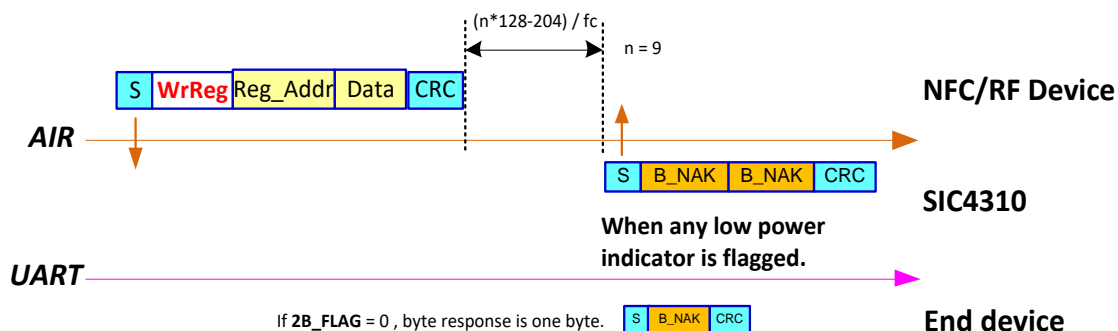 (n*128-204) / fc
n = 9
S WrReg Reg_Addr Data CRC
NFC/RF Device
AIR
S B_NAK B_NAK CRC
SIC4310
When any low power
indicator is flagged.
UART
If 2B_FLAG = 0 , byte response is one byte.
S B_NAK CRC
End device